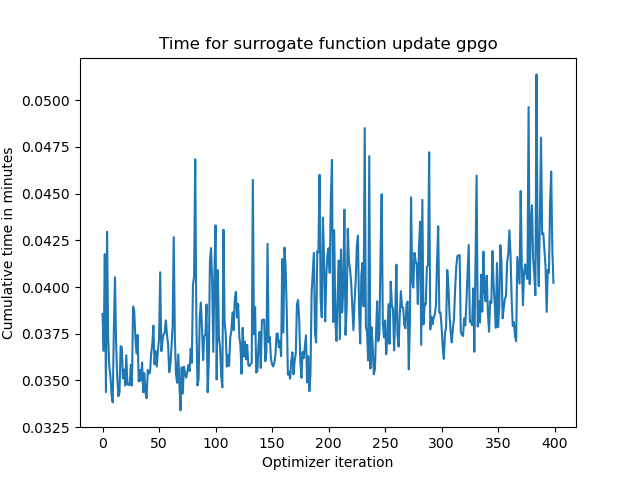 Time for surrogate function update gpgo
Cumulative time in minutes
0.0500
0.0475
0.0450
0.0425
0.0400
0.0375
0.0350
0.0325
0 50 100 150 200 250 300 350 400
Optimizer iteration